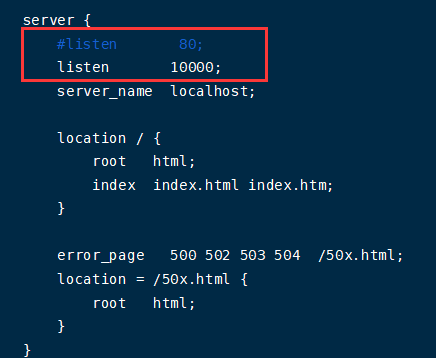 server {
    #listen       80;
    listen       10000;
    server_name  localhost;

    location / {
        root   html;
        index  index.html index.htm;
    }

    error_page   500 502 503 504  /50x.html;
    location = /50x.html {
        root   html;
    }
}